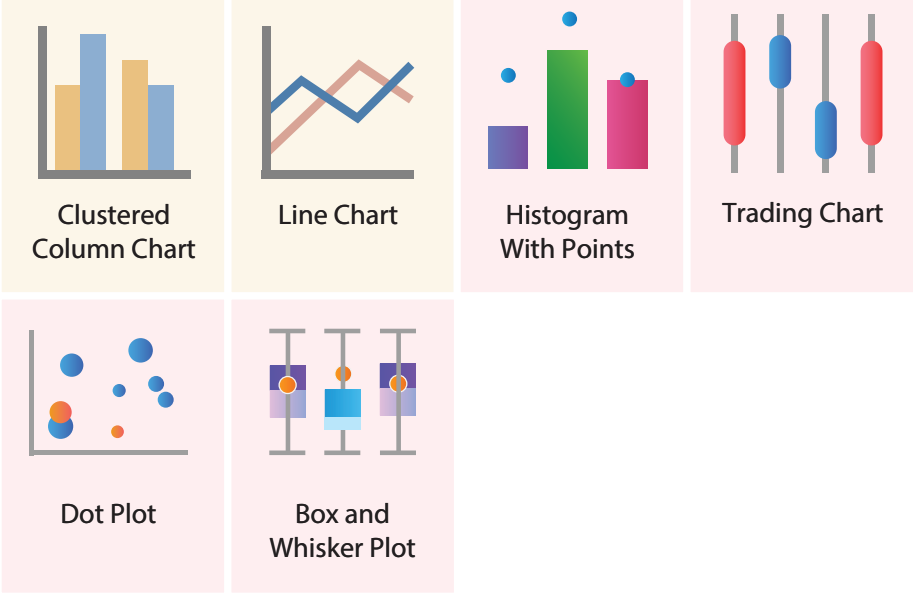 Clustered
Column Chart
Line Chart
Histogram
With Points
Trading Chart
Dot Plot
Box and
Whisker Plot